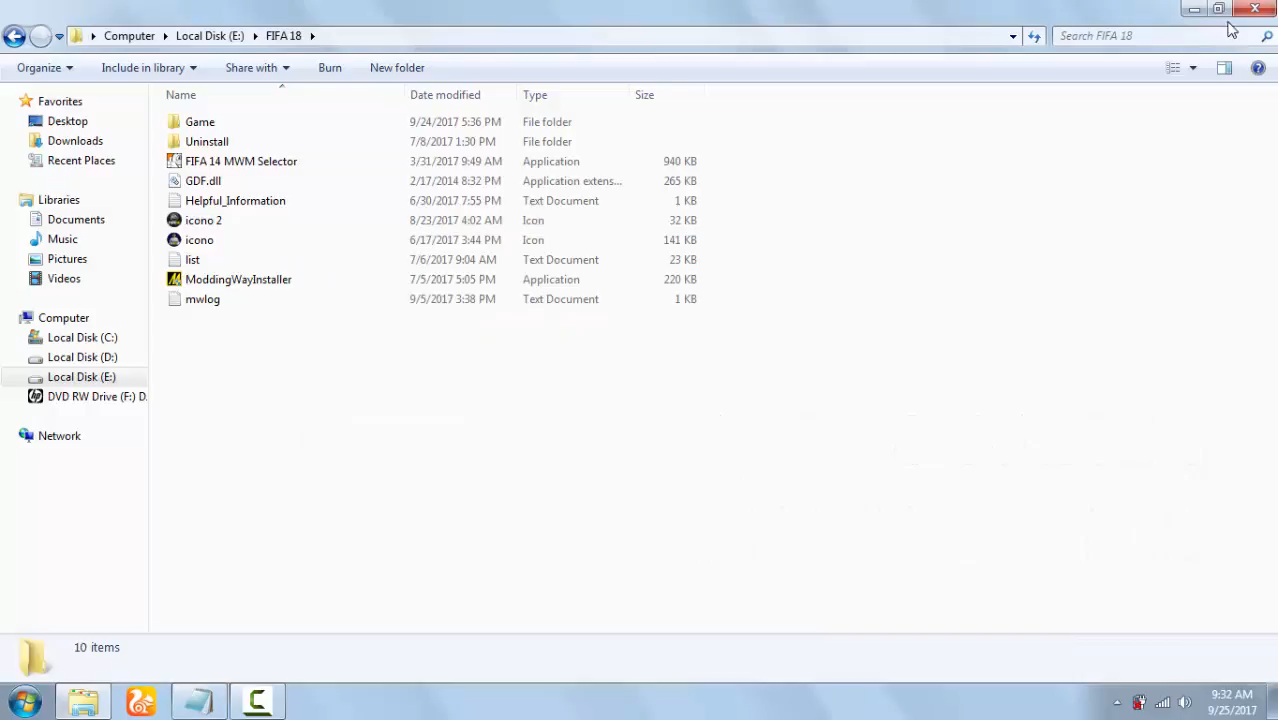 Computer Local Disk (E:) FIFA 18 Search FIFA 18
Organize Include in library Share with Burn New folder
Name Date modified Type Size
Favorites
Desktop
Downloads
Recent Places
Libraries
Documents
Music
Pictures
Videos
Computer
Local Disk (C:)
Local Disk (D:)
Local Disk (E:)
DVD RW Drive (F:) D.
Network
Game 9/24/2017 5:36 PM File folder
Uninstall 7/8/2017 1:30 PM File folder
FIFA 14 MWM Selector 3/31/2017 9:49 AM Application 940 KB
GDF.dll 2/17/2014 8:32 PM Application extens... 265 KB
Helpful_Information 6/30/2017 7:55 PM Text Document 1 KB
icono 2 8/23/2017 4:02 AM Icon 32 KB
icono 6/17/2017 3:44 PM Icon 141 KB
list 7/6/2017 9:04 AM Text Document 23 KB
ModdingWayInstaller 7/5/2017 5:05 PM Application 220 KB
mwlog 9/5/2017 3:38 PM Text Document 1 KB
10 items
9:32 AM
9/25/2017